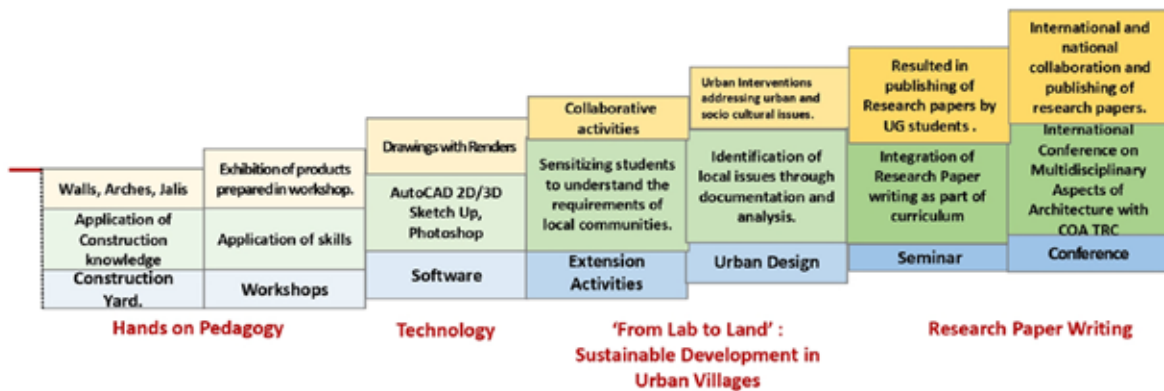 Walls, Arches, Jalis
Application of
Construction
knowledge
Construction
Yard.
Exhibition of products
prepared in workshop.
Application of skills
Workshops
Hands on Pedagogy
Drawings with Renders
AutoCAD 2D/3D
Sketch Up,
Photoshop
Software
Technology
Collaborative
activities
Sensitizing students
to understand the
requirements of
local communities.
Extension
Activities
Urban Interventions
addressing urban and
socio cultural issues.
Identification of
local issues through
documentation and
analysis.
Urban Design
‘From Lab to Land’ :
Sustainable Development in
Urban Villages
Resulted in
publishing of
Research papers by
UG students .
Integration of
Research Paper
writing as part of
curriculum
Seminar
International and
national
collaboration and
publishing of
research papers.
International
Conference on
Multidisciplinary
Aspects of
Architecture with
COA TRC
Conference
Research Paper Writing